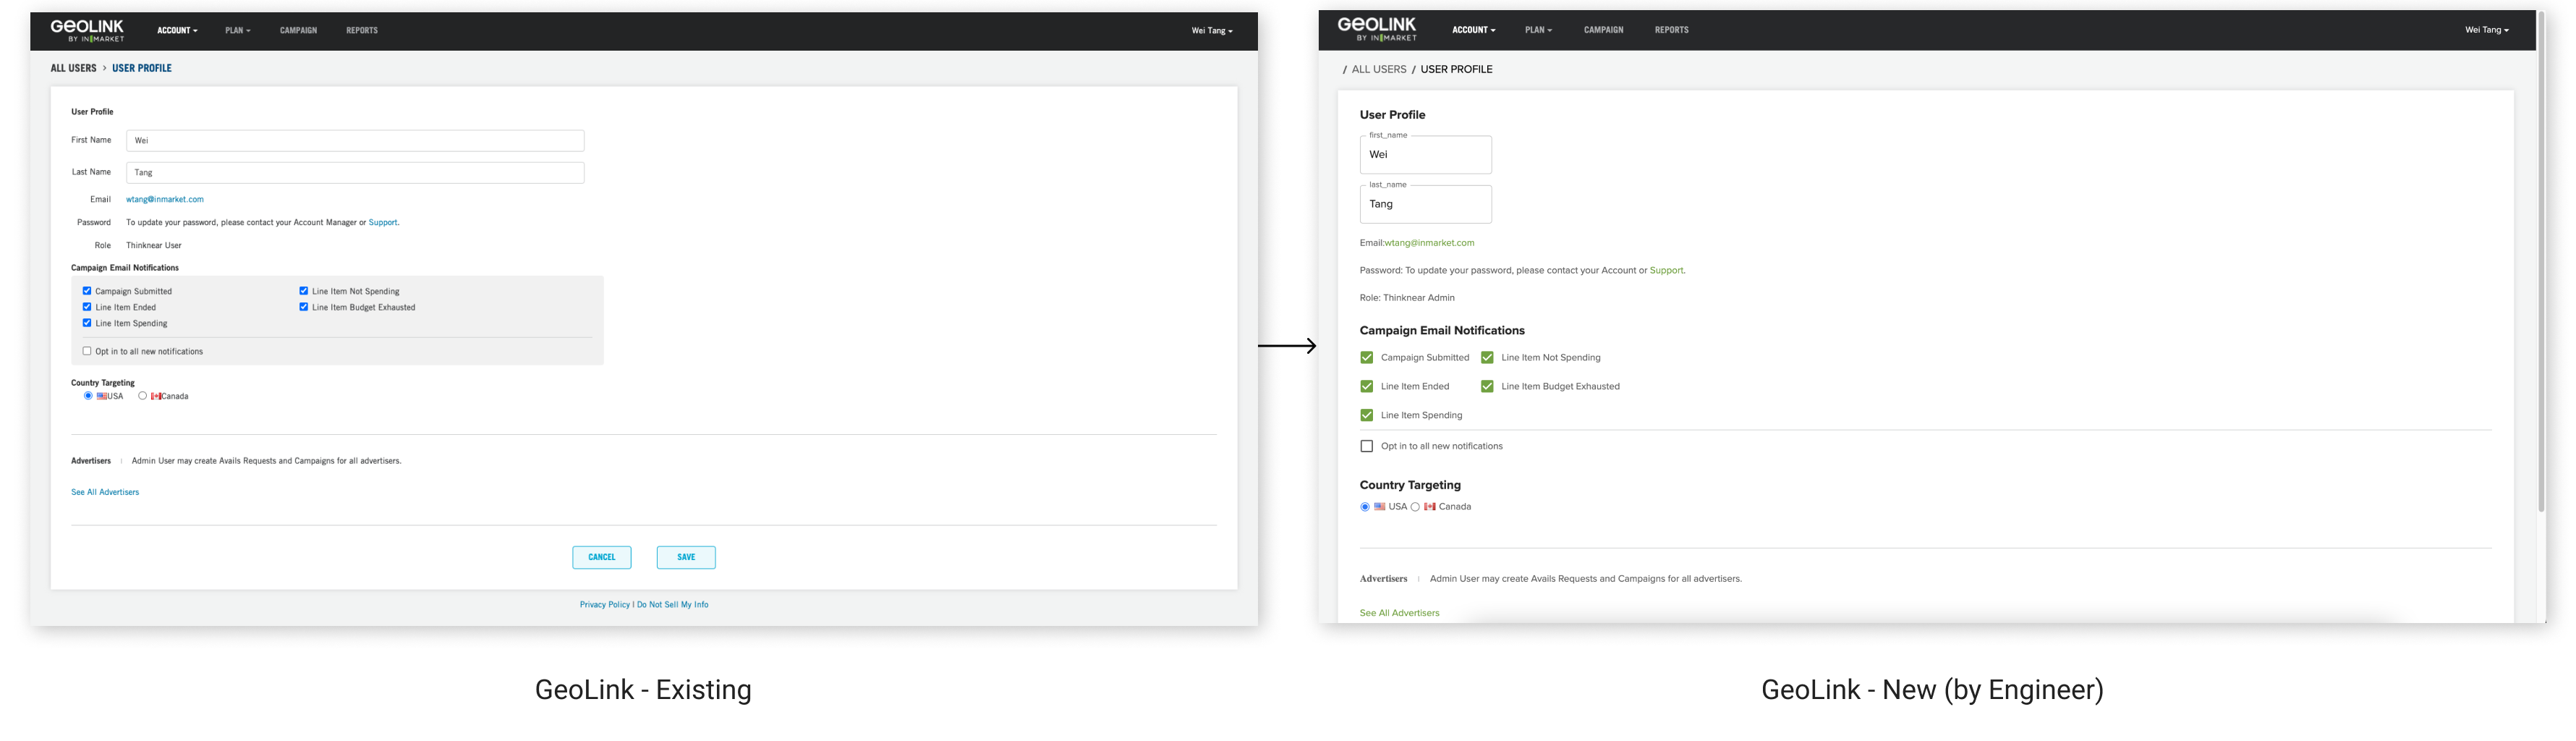 GEOLINK
BY INMARKET
ACCOUNT PLAN CAMPAIGN REPORTS Wei Tang
ALL USERS > USER PROFILE
User Profile
First Name Wei
Last Name Tang
Email wtang@inmarket.com
Password To update your password, please contact your Account Manager or Support.
Role Thinknear User
Campaign Email Notifications
Campaign Submitted Line Item Not Spending
Line Item Ended Line Item Budget Exhausted
Line Item Spending
Opt in to all new notifications
Country Targeting
USA Canada
Advertisers | Admin User may create Avails Requests and Campaigns for all advertisers.
See All Advertisers
CANCEL SAVE
Privacy Policy | Do Not Sell My Info
GeoLink - Existing
GEOLINK
BY INMARKET
ACCOUNT PLAN CAMPAIGN REPORTS Wei Tang
/ ALL USERS / USER PROFILE
User Profile
first_name
Wei
last_name
Tang
Email:wtang@inmarket.com
Password: To update your password, please contact your Account or Support.
Role: Thinknear Admin
Campaign Email Notifications
Campaign Submitted Line Item Not Spending
Line Item Ended Line Item Budget Exhausted
Line Item Spending
Opt in to all new notifications
Country Targeting
USA Canada
Advertisers | Admin User may create Avails Requests and Campaigns for all advertisers.
See All Advertisers
GeoLink - New (by Engineer)